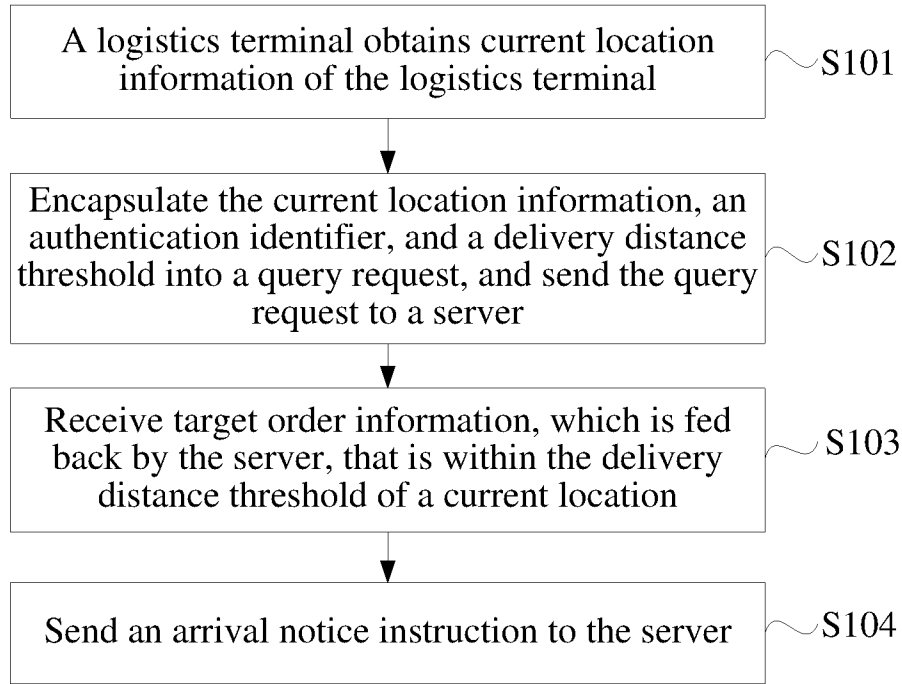 A logistics terminal obtains current location
information of the logistics terminal
S101
Encapsulate the current location information, an
authentication identifier, and a delivery distance
threshold into a query request, and send the query
request to a server
S102
Receive target order information, which is fed
back by the server, that is within the delivery
distance threshold of a current location
S103
Send an arrival notice instruction to the server
S104